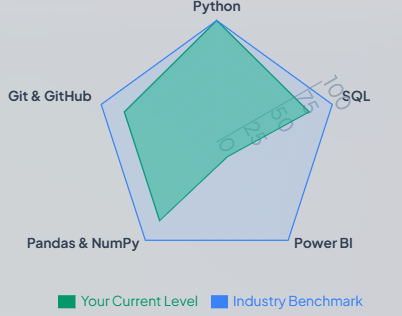 Python
Git & GitHub
SQL
100
75
50
25
0
Pandas & NumPy
Power BI
Your Current Level
Industry Benchmark